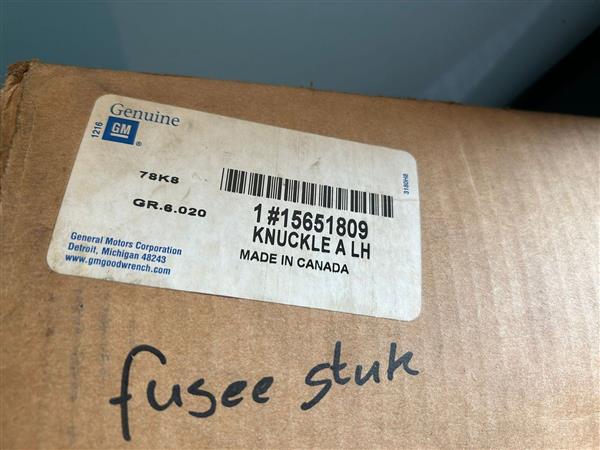 Genuine
1216
GM
®
78K8
GR.6.020
1 #15651809
KNUCKLE A LH
MADE IN CANADA
3180H8
General Motors Corporation
Detroit, Michigan 48243
www.gmgoodwrench.com
fusee stuk